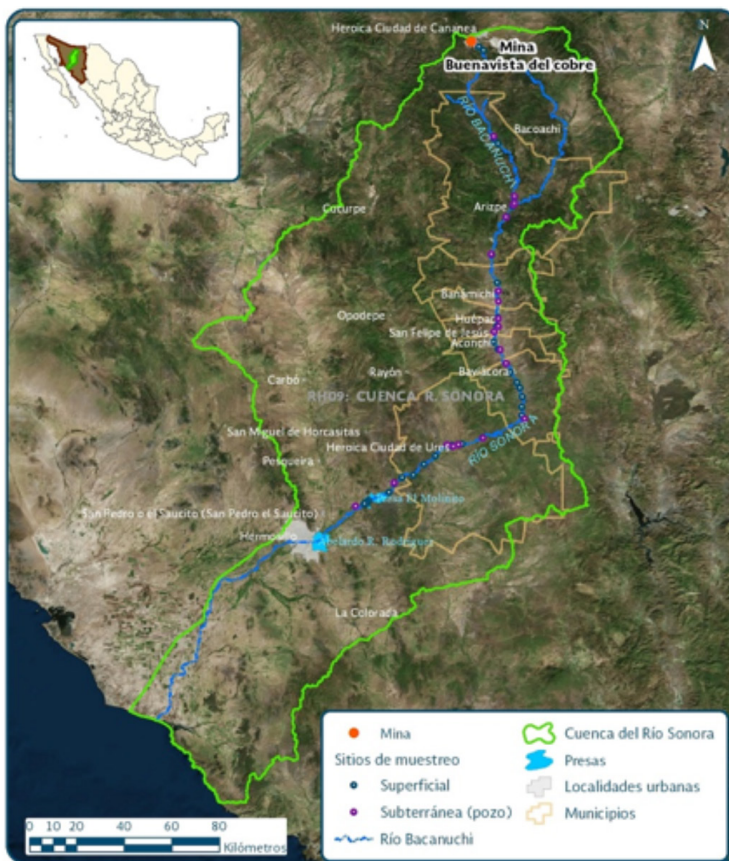 N
Heroica Ciudad de Cananea
Mina
Buenavista del cobre
RÍO BACANUCHI
Bacoachi
Cucurpe
Arizpe
Banámichi
Opodepe
Huépac
San Felipe de Jesús
Aconchi
Carbó
Rayón
Baviácora
RH09: CUENCA R. SONORA
San Miguel de Horcasitas
Heroica Ciudad de Ures
RÍO SONORA
Pesqueira
San Pedro o el Saucito (San Pedro el Saucito)
El Molinito
Hermosillo
Abelardo R. Rodríguez
La Colorada
Mina
Sitios de muestreo
Superficial
Subterránea (pozo)
Río Bacanuchi
Cuenca del Río Sonora
Presas
Localidades urbanas
Municipios
0 10 20 40 60 80
Kilómetros